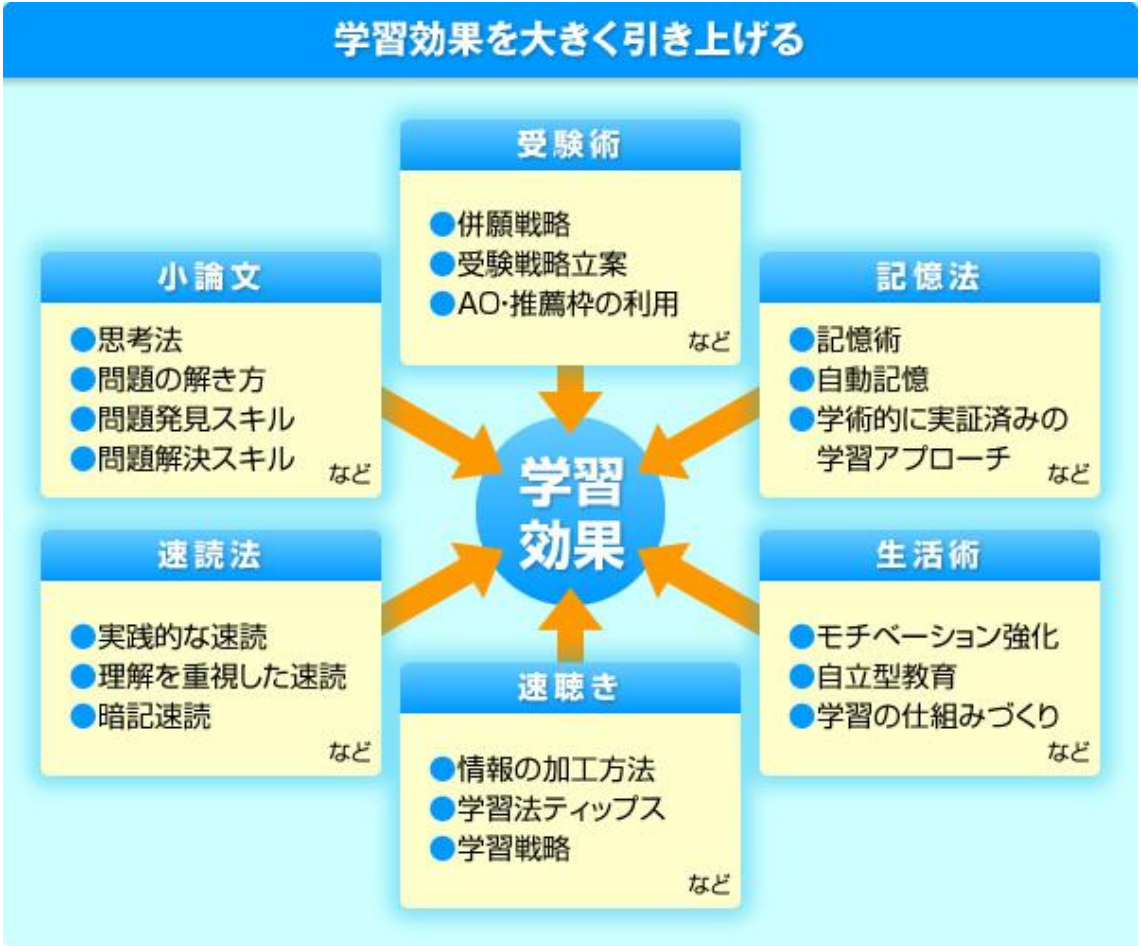 学習効果を大きく引き上げる
受験術
●併願戦略
●受験戦略立案
●AO・推薦枠の利用
など
小論文
●思考法
●問題の解き方
●問題発見スキル
●問題解決スキル
など
記憶法
●記憶術
●自動記憶
●学術的に実証済みの
学習アプローチ
など
学習
効果
速読法
●実践的な速読
●理解を重視した速読
●暗記速読
など
速聴き
●情報の加工方法
●学習法ティップス
●学習戦略
など
生活術
●モチベーション強化
●自立型教育
●学習の仕組みづくり
など